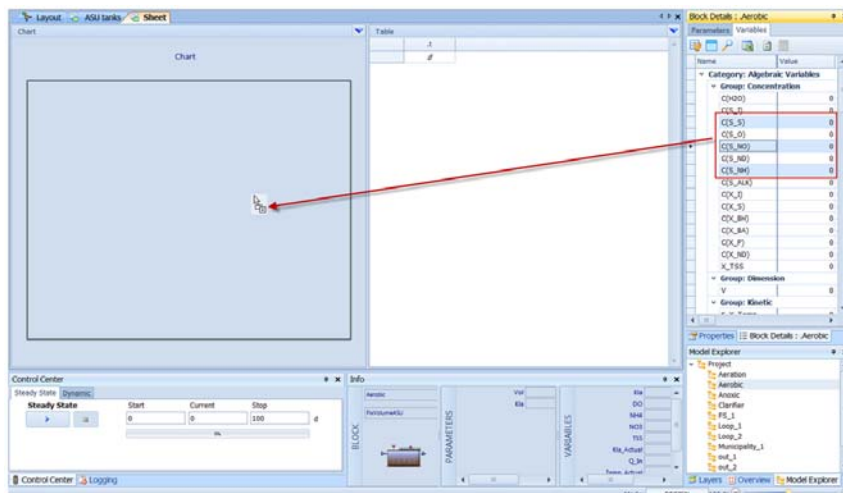 Layout ASU tanks Sheet
Chart
Chart
Table
.t
d
Block Details : .Aerobic
Parameters Variables
Name Value
Category: Algebraic Variables
Group: Concentration
C(H2O) 0
C(S_I) 0
C(S_S) 0
C(S_O) 0
C(S_NO) 0
C(S_ND) 0
C(S_NH) 0
C(S_ALK) 0
C(X_I) 0
C(X_S) 0
C(X_BH) 0
C(X_BA) 0
C(X_P) 0
C(X_ND) 0
X_TSS 0
Group: Dimension
V 0
Group: Kinetic
Properties Block Details : .Aerobic
Model Explorer
Project
Aeration
Aerobic
Anoxic
Clarifier
FS_1
Loop_1
Loop_2
Municipality_1
out_1
out_2
Layers Overview Model Explorer
Control Center
Steady State Dynamic
Steady State Start Current Stop
0 0 100 d
0%
Control Center Logging
Info
BLOCK
Aerobic
FixVolumeASU
PARAMETERS
Vol
Kla
VARIABLES
Kla
DO
NH4
NO3
TSS
Kla_Actual
Q_In
Temp_Actual